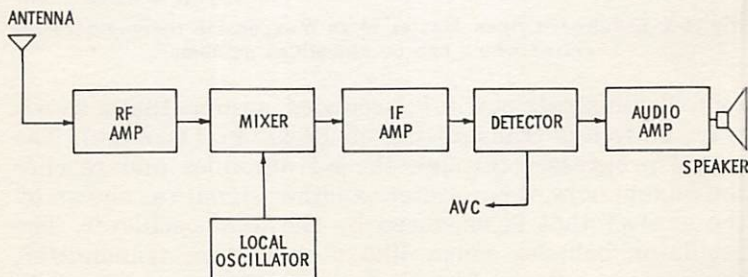 ANTENNA
RF
AMP
MIXER
IF
AMP
DETECTOR
AUDIO
AMP
SPEAKER
AVC
LOCAL
OSCILLATOR